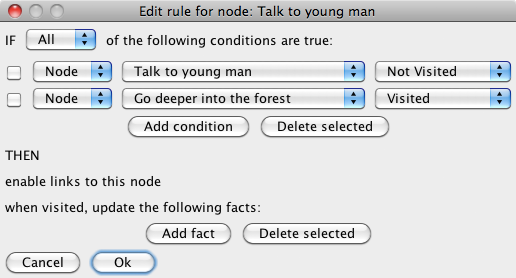 Edit rule for node: Talk to young man
IF All of the following conditions are true:
Node Talk to young man Not Visited
Node Go deeper into the forest Visited
Add condition Delete selected
THEN
enable links to this node
when visited, update the following facts:
Add fact Delete selected
Cancel Ok